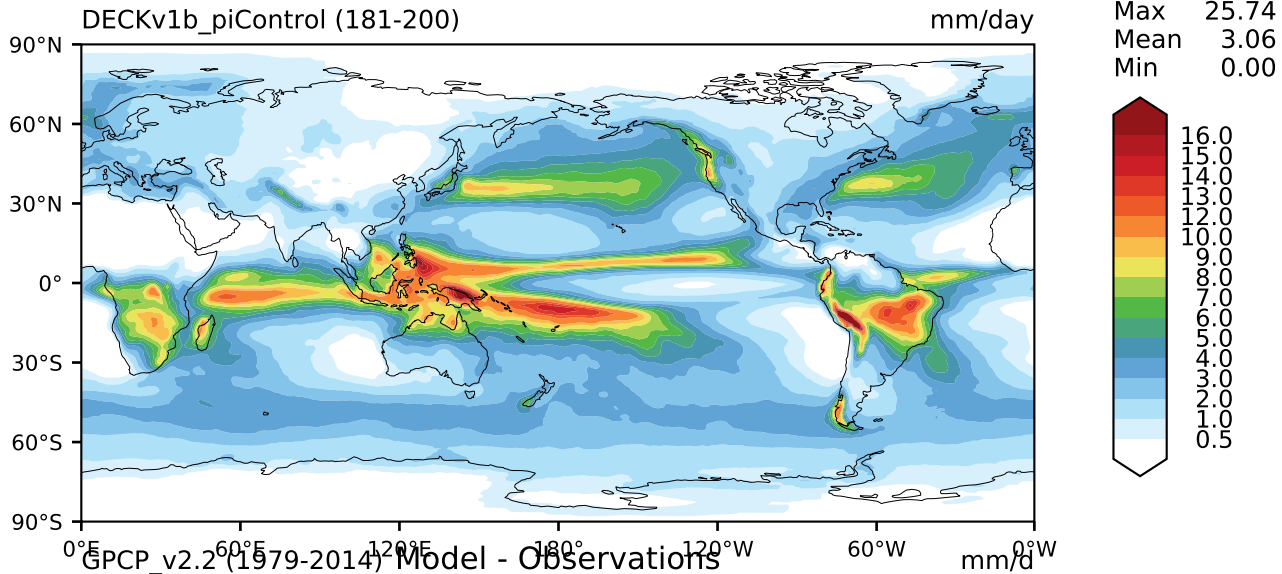 DECKv1b_piControl (181-200)
mm/day
Max 25.74
Mean 3.06
Min 0.00
90°N
60°N
30°N
0°
30°S
60°S
90°S
16.0
15.0
14.0
13.0
12.0
10.0
9.0
8.0
7.0
6.0
5.0
4.0
3.0
2.0
1.0
0.5
0°E 60°E 120°E 180° 120°W 60°W 0°W
GPCP_v2.2 (1979-2014) Model - Observations mm/d